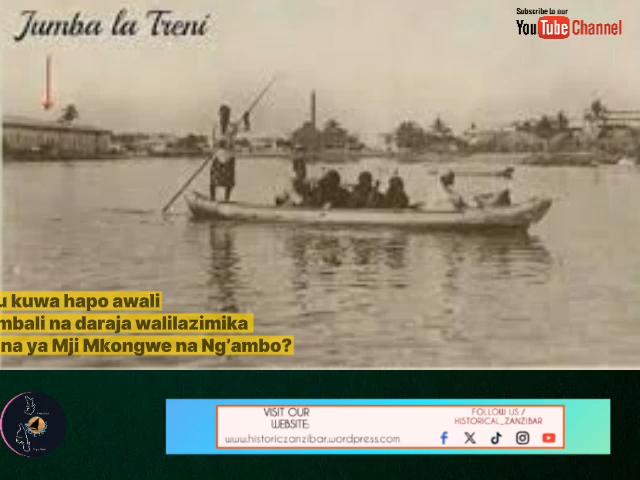 Jumba la Treni
Subscribe to our
YouTube Channel
u kuwa hapo awali
mbali na daraja walilazimika
na ya Mji Mkongwe na Ng'ambo?
VISIT OUR
WEBSITE:
www.historiczanzibar.wordpress.com
FOLLOW US /
HISTORICAL_ZANZIBAR